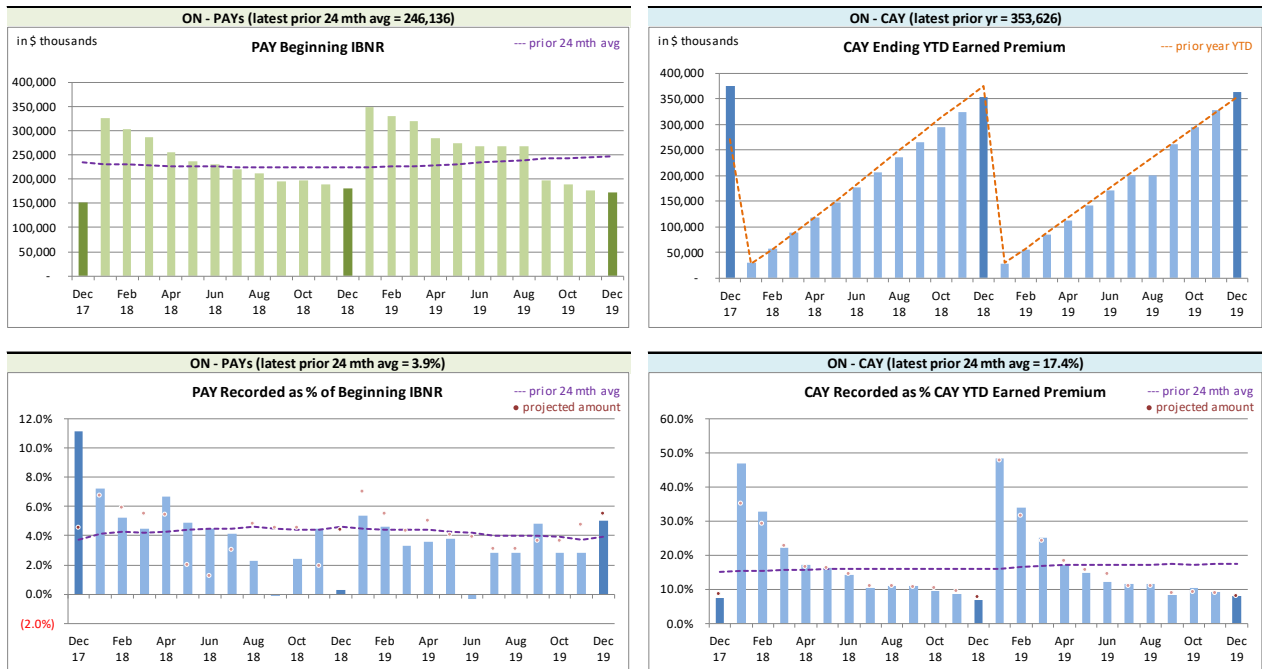 ON - PAYs (latest prior 24 mth avg = 246,136)
in $ thousands
PAY Beginning IBNR
--- prior 24 mth avg
400,000
350,000
300,000
250,000
200,000
150,000
100,000
50,000
-
Dec Feb Apr Jun Aug Oct Dec Feb Apr Jun Aug Oct Dec
17 18 18 18 18 18 18 19 19 19 19 19 19
ON - CAY (latest prior yr = 353,626)
in $ thousands
CAY Ending YTD Earned Premium
--- prior year YTD
400,000
350,000
300,000
250,000
200,000
150,000
100,000
50,000
-
Dec Feb Apr Jun Aug Oct Dec Feb Apr Jun Aug Oct Dec
17 18 18 18 18 18 18 19 19 19 19 19 19
ON - PAYs (latest prior 24 mth avg = 3.9%)
PAY Recorded as % of Beginning IBNR
--- prior 24 mth avg
• projected amount
12.0%
10.0%
8.0%
6.0%
4.0%
2.0%
0.0%
(2.0%)
Dec Feb Apr Jun Aug Oct Dec Feb Apr Jun Aug Oct Dec
17 18 18 18 18 18 18 19 19 19 19 19 19
ON - CAY (latest prior 24 mth avg = 17.4%)
CAY Recorded as % CAY YTD Earned Premium
--- prior 24 mth avg
• projected amount
60.0%
50.0%
40.0%
30.0%
20.0%
10.0%
0.0%
Dec Feb Apr Jun Aug Oct Dec Feb Apr Jun Aug Oct Dec
17 18 18 18 18 18 18 19 19 19 19 19 19